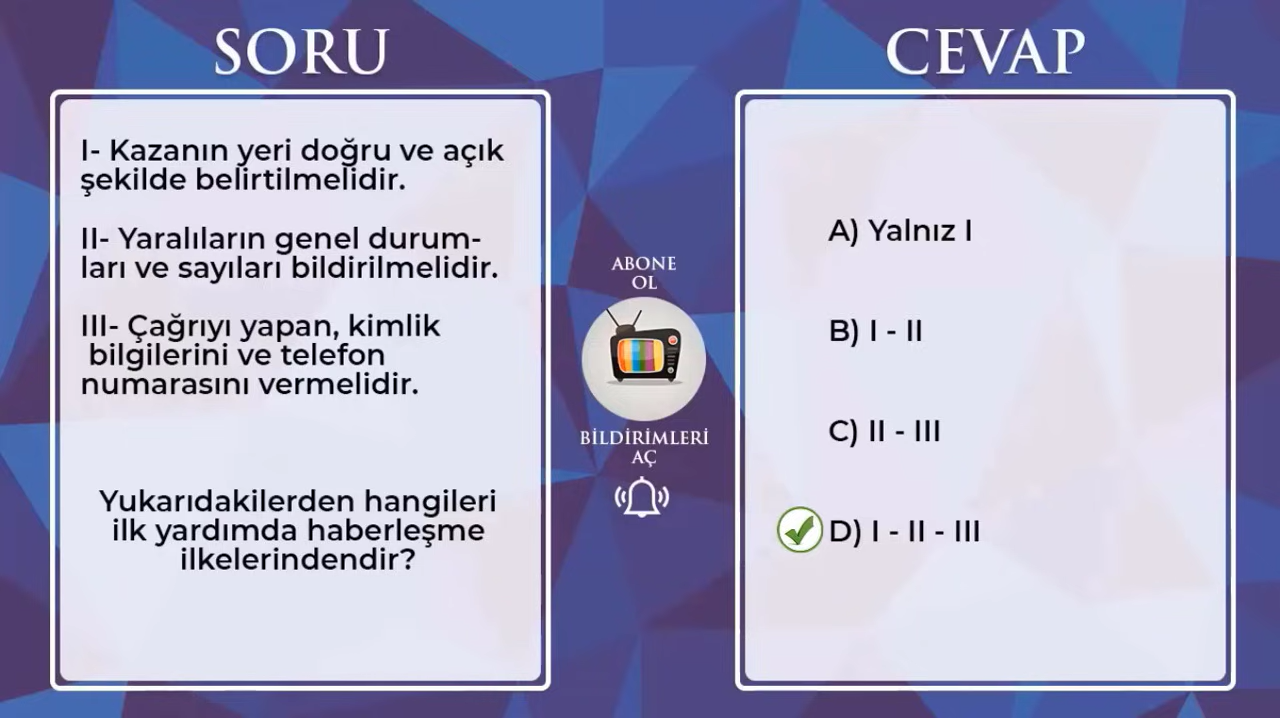 SORU
I- Kazanın yeri doğru ve açık
şekilde belirtilmelidir.
II- Yaralıların genel durum-
ları ve sayıları bildirilmelidir.
III- Çağrıyı yapan, kimlik
bilgilerini ve telefon
numarasını vermelidir.
Yukarıdakilerden hangileri
ilk yardımda haberleşme
ilkelerindendir?
ABONE
OL
BİLDİRİMLERİ
AÇ
CEVAP
A) Yalnız I
B) I - II
C) II - III
D) I - II - III